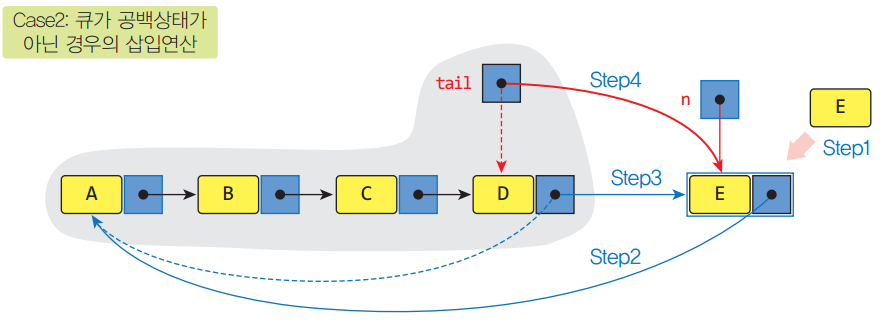 Case2: 큐가 공백상태가
아닌 경우의 삽입연산
tail
Step4
n
E
Step1
A
B
C
D
Step3
E
Step2